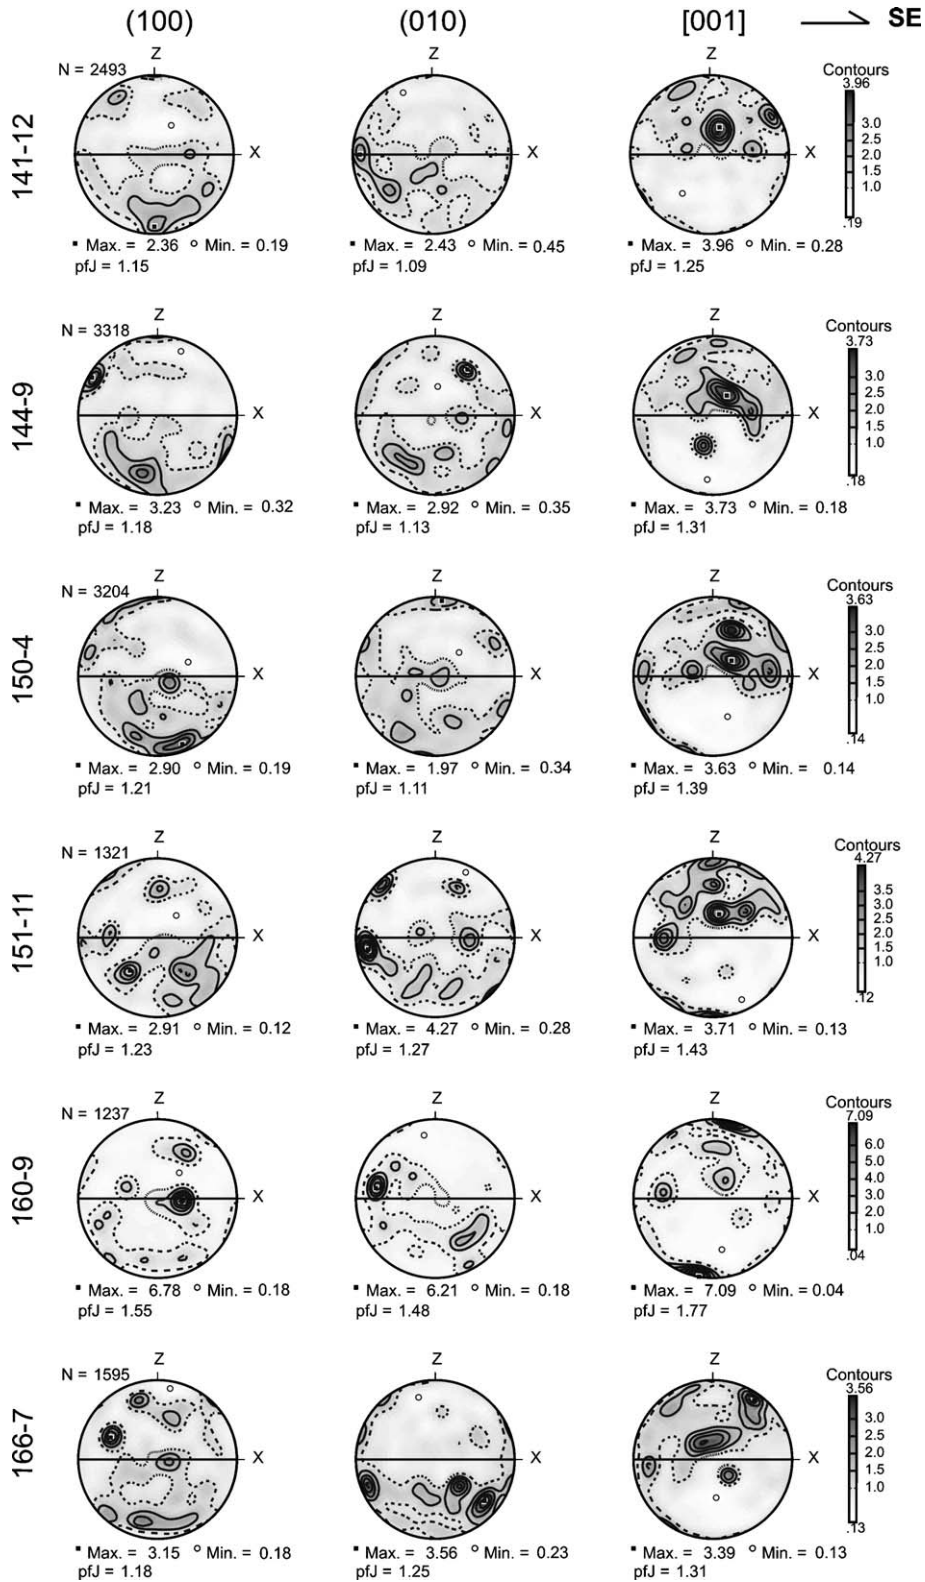 (100) (010) [001] SE
141-12
N = 2493
Z Z Z
X X X
Contours
3.96
3.0
2.5
2.0
1.5
1.0
.19
Max. = 2.36 Min. = 0.19
pfJ = 1.15
Max. = 2.43 Min. = 0.45
pfJ = 1.09
Max. = 3.96 Min. = 0.28
pfJ = 1.25
144-9
N = 3318
Z Z Z
X X X
Contours
3.73
3.0
2.5
2.0
1.5
1.0
.18
Max. = 3.23 Min. = 0.32
pfJ = 1.18
Max. = 2.92 Min. = 0.35
pfJ = 1.13
Max. = 3.73 Min. = 0.18
pfJ = 1.31
150-4
N = 3204
Z Z Z
X X X
Contours
3.63
3.0
2.5
2.0
1.5
1.0
.14
Max. = 2.90 Min. = 0.19
pfJ = 1.21
Max. = 1.97 Min. = 0.34
pfJ = 1.11
Max. = 3.63 Min. = 0.14
pfJ = 1.39
151-11
N = 1321
Z Z Z
X X X
Contours
4.27
3.5
3.0
2.5
2.0
1.5
1.0
.12
Max. = 2.91 Min. = 0.12
pfJ = 1.23
Max. = 4.27 Min. = 0.28
pfJ = 1.27
Max. = 3.71 Min. = 0.13
pfJ = 1.43
160-9
N = 1237
Z Z Z
X X X
Contours
7.09
6.0
5.0
4.0
3.0
2.0
1.0
.04
Max. = 6.78 Min. = 0.18
pfJ = 1.55
Max. = 6.21 Min. = 0.18
pfJ = 1.48
Max. = 7.09 Min. = 0.04
pfJ = 1.77
166-7
N = 1595
Z Z Z
X X X
Contours
3.56
3.0
2.5
2.0
1.5
1.0
.13
Max. = 3.15 Min. = 0.18
pfJ = 1.18
Max. = 3.56 Min. = 0.23
pfJ = 1.25
Max. = 3.39 Min. = 0.13
pfJ = 1.31